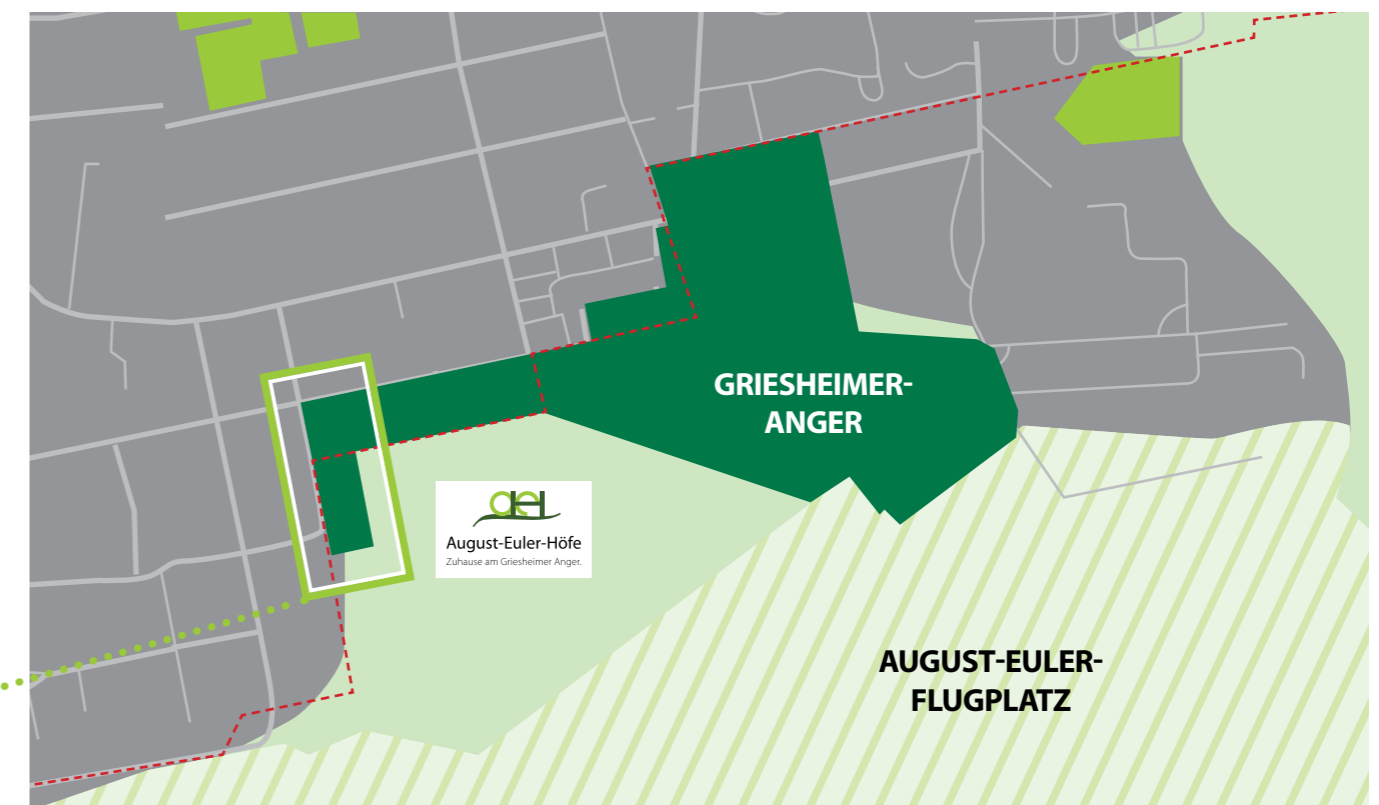 GRIESHEIMER-
ANGER
aeh
August-Euler-Höfe
Zuhause am Griesheimer Anger.
AUGUST-EULER-
FLUGPLATZ